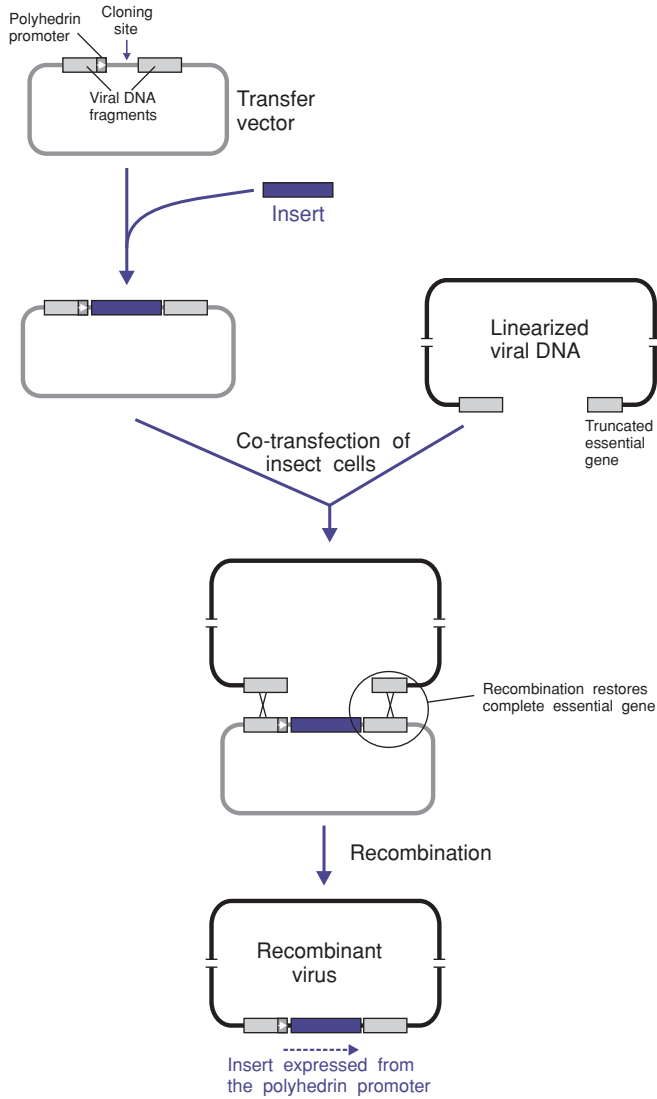 Polyhedrin
promoter
Cloning
site
Viral DNA
fragments
Transfer
vector
Insert
Linearized
viral DNA
Truncated
essential
gene
Co-transfection of
insect cells
Recombination restores
complete essential gene
Recombination
Recombinant
virus
Insert expressed from
the polyhedrin promoter